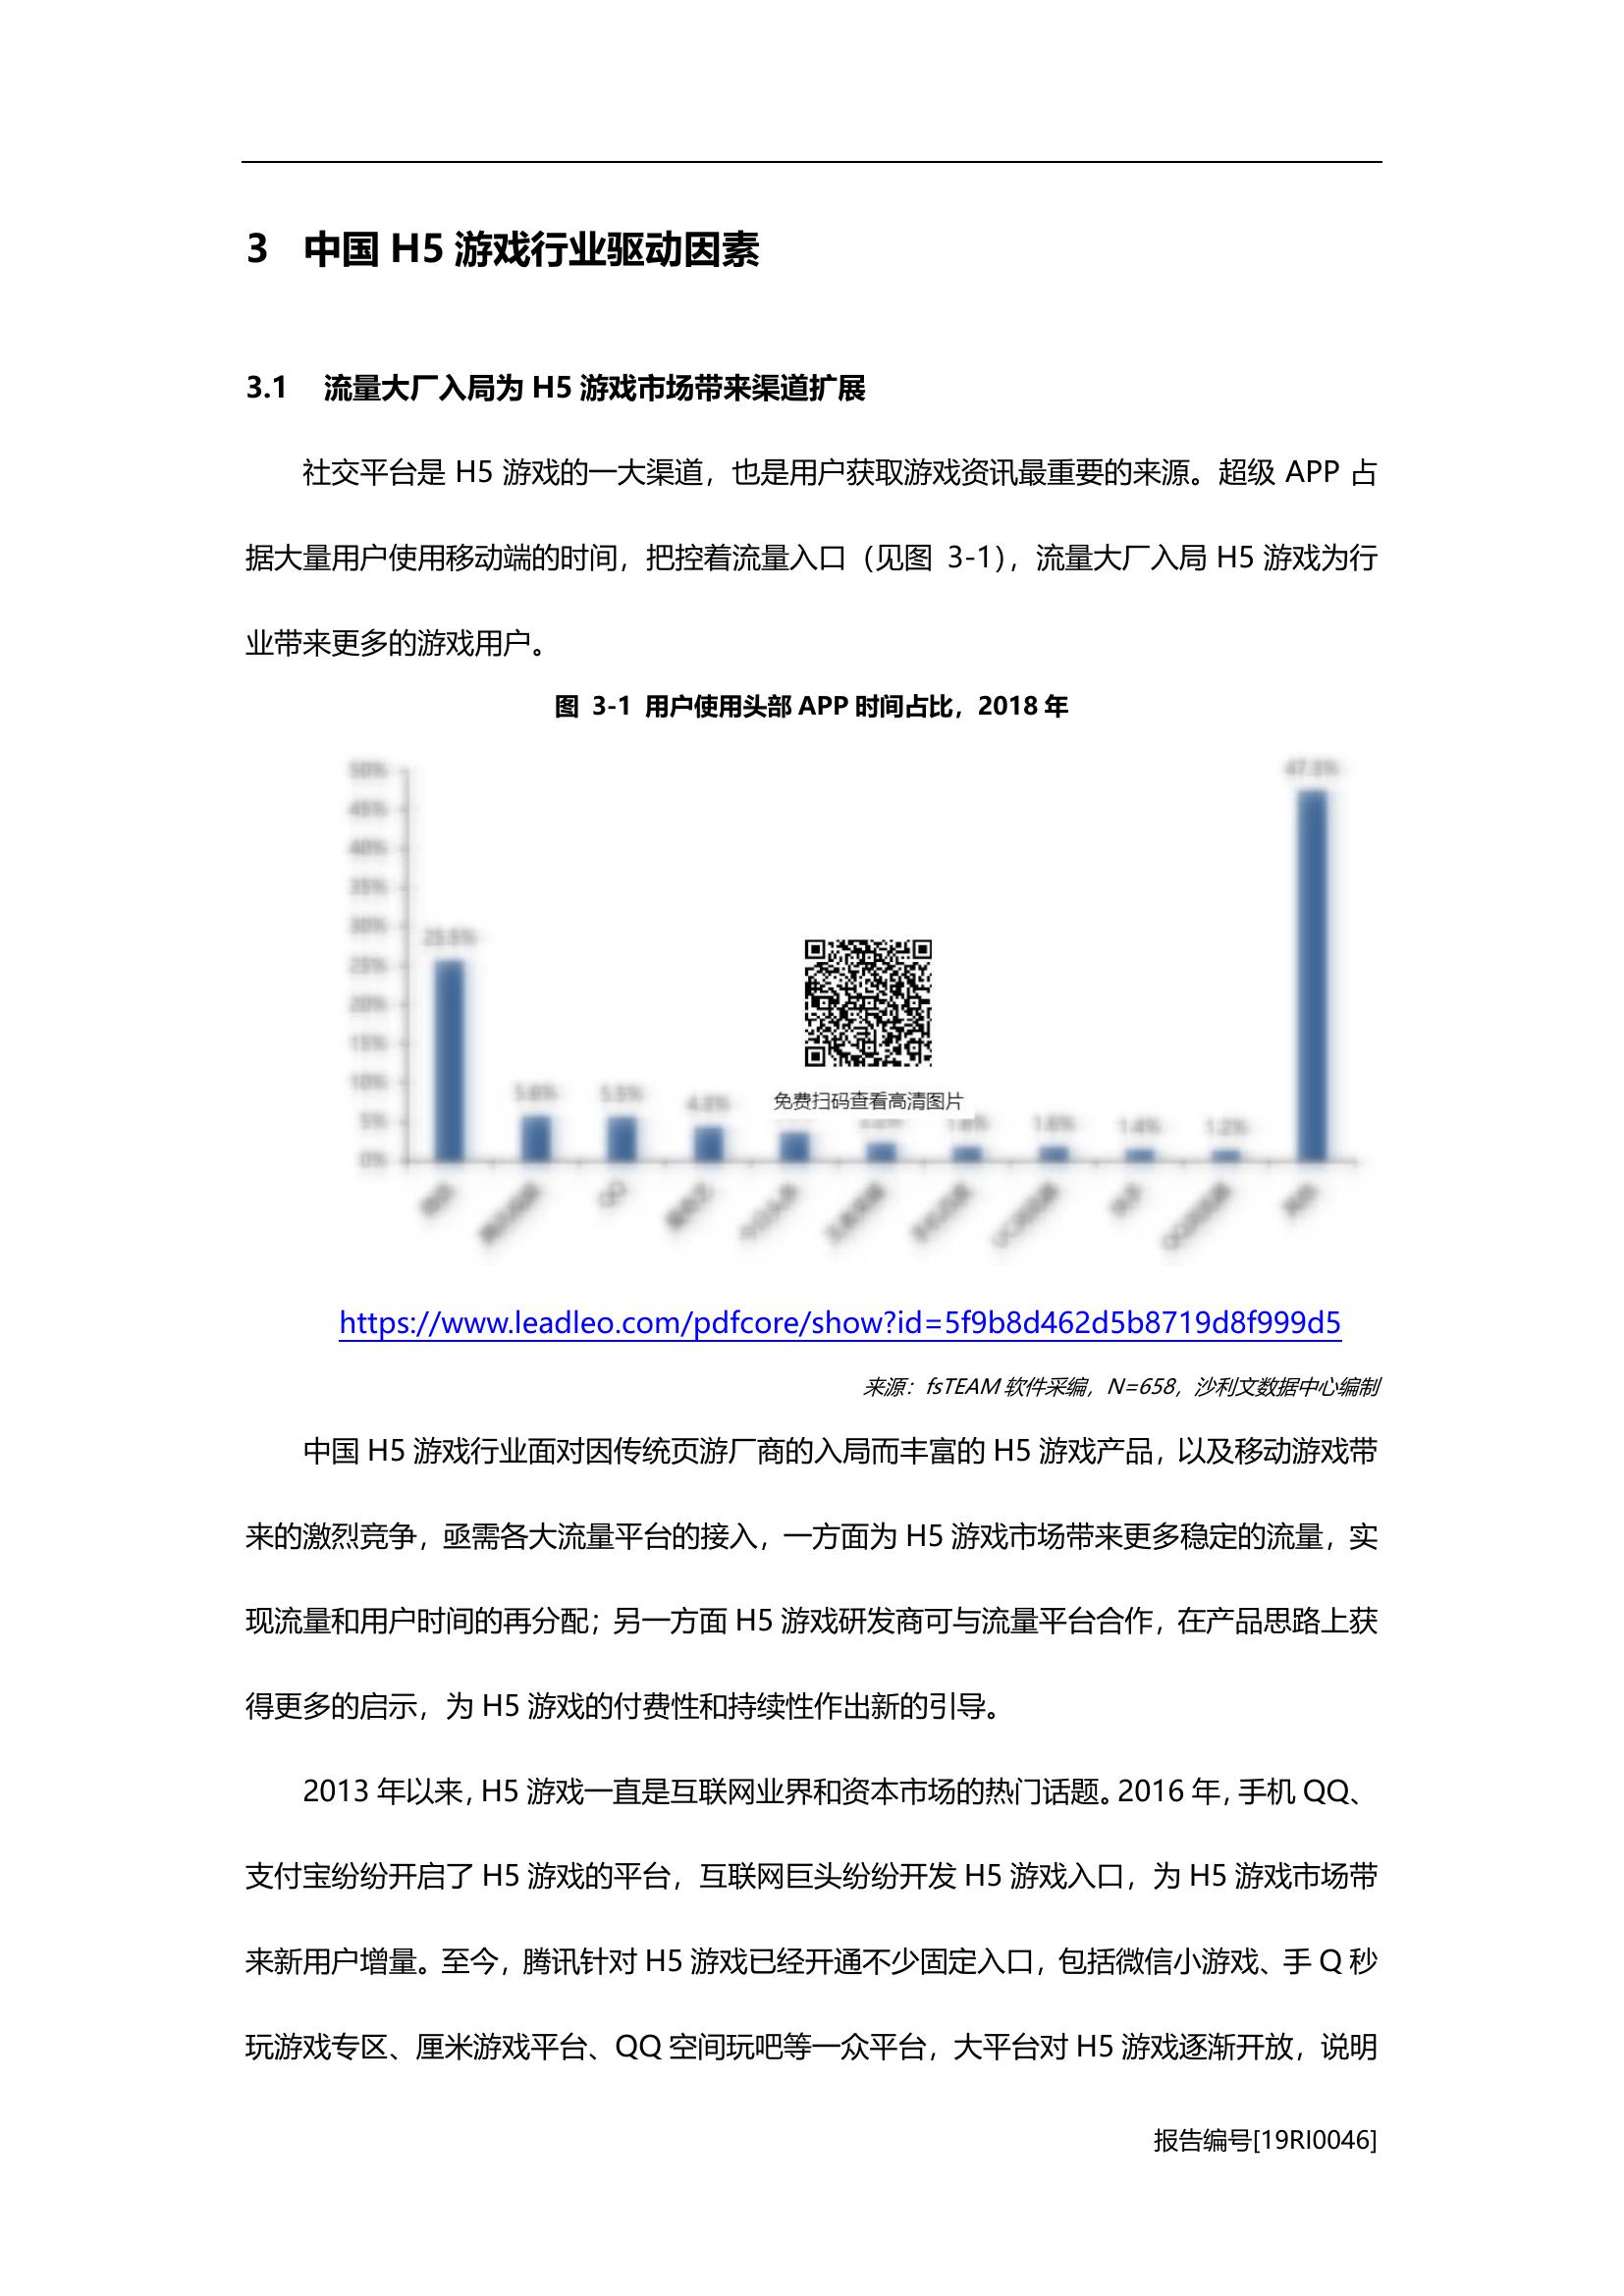 3 中国 H5 游戏行业驱动因素
3.1 流量大厂入局为 H5 游戏市场带来渠道扩展
社交平台是 H5 游戏的一大渠道，也是用户获取游戏资讯最重要的来源。超级 APP 占
据大量用户使用移动端的时间，把控着流量入口（见图 3-1），流量大厂入局 H5 游戏为行
业带来更多的游戏用户。
图 3-1 用户使用头部 APP 时间占比，2018 年
50%
45%
40%
35%
30%
25%
20%
15%
10%
5%
0%
免费扫码查看高清图片
https://www.leadleo.com/pdfcore/show?id=5f9b8d462d5b8719d8f999d5
来源：fsTEAM 软件采编，N=658，沙利文数据中心编制
中国 H5 游戏行业面对因传统页游厂商的入局而丰富的 H5 游戏产品，以及移动游戏带
来的激烈竞争，亟需各大流量平台的接入，一方面为 H5 游戏市场带来更多稳定的流量，实
现流量和用户时间的再分配；另一方面 H5 游戏研发商可与流量平台合作，在产品思路上获
得更多的启示，为 H5 游戏的付费性和持续性作出新的引导。
2013 年以来，H5 游戏一直是互联网业界和资本市场的热门话题。2016 年，手机 QQ、
支付宝纷纷开启了 H5 游戏的平台，互联网巨头纷纷开发 H5 游戏入口，为 H5 游戏市场带
来新用户增量。至今，腾讯针对 H5 游戏已经开通不少固定入口，包括微信小游戏、手 Q 秒
玩游戏专区、厘米游戏平台、QQ 空间玩吧等一众平台，大平台对 H5 游戏逐渐开放，说明
报告编号[19RI0046]